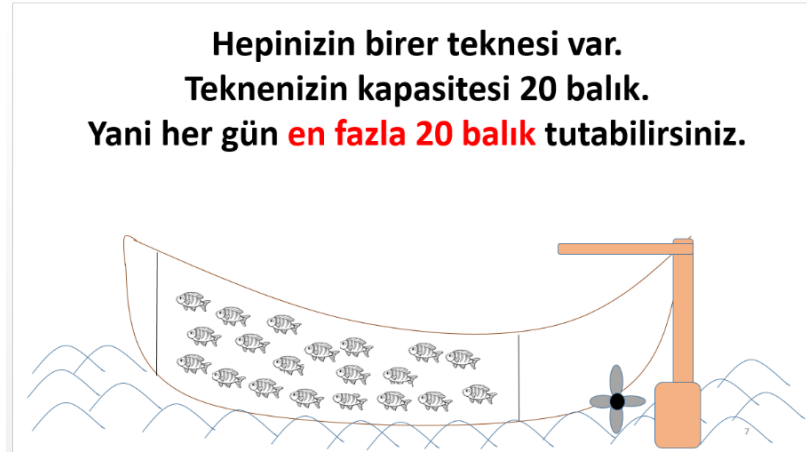 Hepinizin birer teknesi var.
Teknenizin kapasitesi 20 balık.
Yani her gün en fazla 20 balık tutabilirsiniz.
7